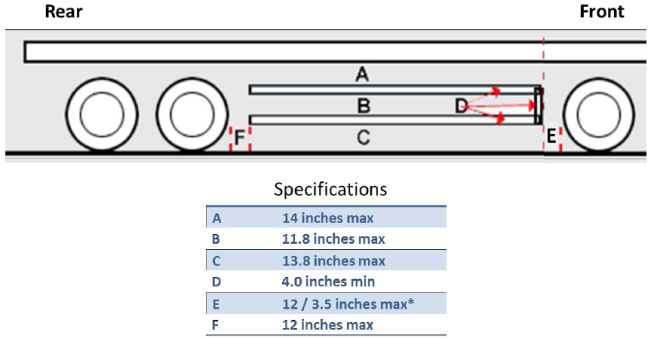 Rear Front
A
B D
C
F E
Specifications
A 14 inches max
B 11.8 inches max
C 13.8 inches max
D 4.0 inches min
E 12 / 3.5 inches max*
F 12 inches max